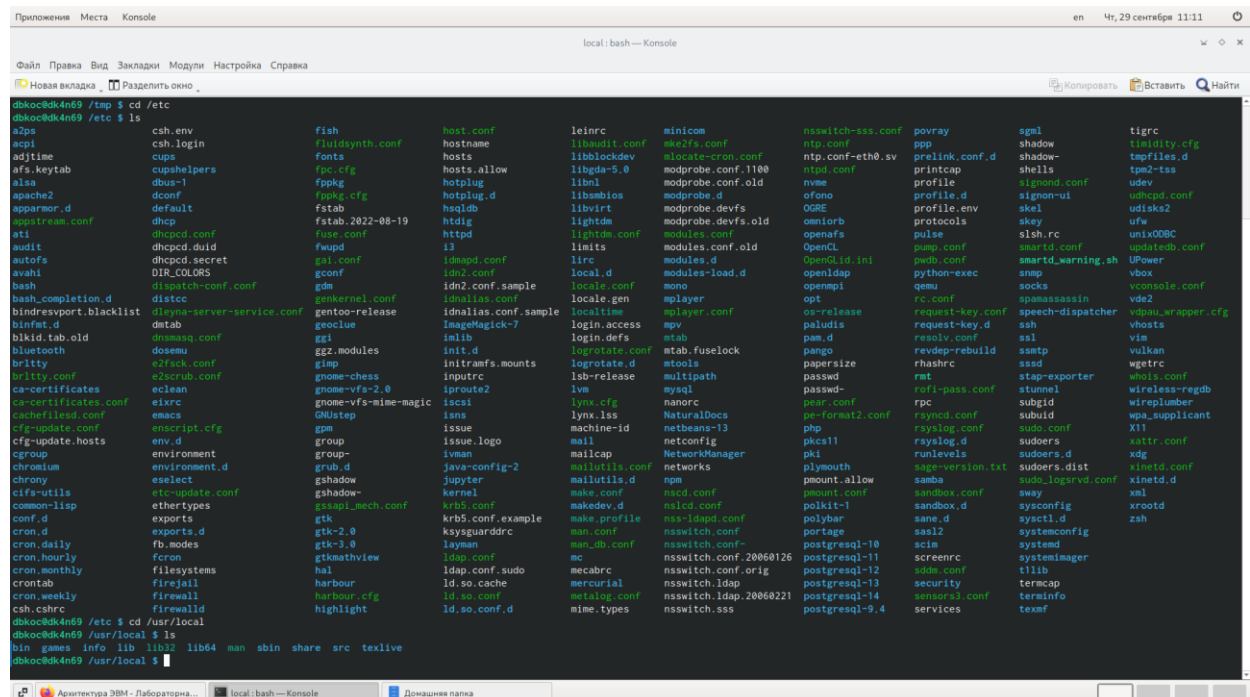 Приложения Места Konsole en Чт, 29 сентября 11:11
local : bash — Konsole
Файл Правка Вид Закладки Модули Настройка Справка
Новая вкладка Разделить окно Копировать Вставить Найти
dbkoc@dk4n69 /tmp $ cd /etc
dbkoc@dk4n69 /etc $ ls
a2ps csh.env fish host.conf leinrc minicom nsswitch-sss.conf povray sgml tigrc
acpi csh.login fluidsynth.conf hostname libaudit.conf mke2fs.conf ntp.conf ppp shadow timidity.cfg
adjtime cups fonts hosts libblockdev mlocate-cron.conf ntp.conf-eth0.sv prelink.conf.d shadow- tmpfiles.d
afs.keytab cupshelpers fpc.cfg hosts.allow libgda-5.0 modprobe.conf.1100 ntpd.conf printcap shells tpm2-tss
alsa dbus-1 fppkg hotplug libnl modprobe.conf.old nvme profile signond.conf udev
apache2 dconf fppkg.cfg hotplug.d libsmbios modprobe.d ofono profile.d signon-ui udhcpd.conf
apparmor.d default fstab hsqldb libvirt modprobe.devfs OGRE profile.env skel udisks2
appstream.conf dhcp fstab.2022-08-19 htdig lightdm modprobe.devfs.old omniorb protocols skey ufw
ati dhcpcd.conf fuse.conf httpd lightdm.conf modules.conf openafs pulse slsh.rc unixODBC
audit dhcpcd.duid fwupd i3 limits modules.conf.old OpenCL pump.conf smartd.conf updatedb.conf
autofs dhcpcd.secret gai.conf idmapd.conf lirc modules.d OpenGLid.ini pwdb.conf smartd_warning.sh UPower
avahi DIR_COLORS gconf idn2.conf local.d modules-load.d openldap python-exec snmp vbox
bash dispatch-conf.conf gdm idn2.conf.sample locale.conf mono openmpi qemu socks vconsole.conf
bash_completion.d distcc genkernel.conf idnalias.conf locale.gen mplayer opt rc.conf spamassassin vde2
bindresvport.blacklist dleyna-server-service.conf gentoo-release idnalias.conf.sample localtime mplayer.conf os-release request-key.conf speech-dispatcher vdpau_wrapper.cfg
binfmt.d dmtab geoclue ImageMagick-7 login.access mpv paludis request-key.d ssh vhosts
blkid.tab.old dnsmasq.conf ggi imlib login.defs mtab pam.d resolv.conf ssl vim
bluetooth dosemu ggz.modules init.d logrotate.conf mtab.fuselock pango revdep-rebuild ssmtp vulkan
brltty e2fsck.conf gimp initramfs.mounts logrotate.d mtools papersize rhashrc sssd wgetrc
brltty.conf e2scrub.conf gnome-chess inputrc lsb-release multipath passwd rmt stap-exporter whois.conf
ca-certificates eclean gnome-vfs-2.0 iproute2 lvm mysql passwd- rofi-pass.conf stunnel wireless-regdb
ca-certificates.conf eixrc gnome-vfs-mime-magic iscsi lynx.cfg nanorc pear.conf rpc subgid wireplumber
cachefilesd.conf emacs GNUstep isns lynx.lss NaturalDocs pe-format2.conf rsyncd.conf subuid wpa_supplicant
cfg-update.conf enscript.cfg gpm issue machine-id netbeans-13 php rsyslog.conf sudo.conf X11
cfg-update.hosts env.d group issue.logo mail netconfig pkcs11 rsyslog.d sudoers xattr.conf
cgroup environment group- ivman mailcap NetworkManager pki runlevels sudoers.d xdg
chromium environment.d grub.d java-config-2 mailutils.conf networks plymouth sage-version.txt sudoers.dist xinetd.conf
chrony eselect gshadow jupyter mailutils.d npm pmount.allow samba sudo_logsrvd.conf xinetd.d
cifs-utils etc-update.conf gshadow- kernel make.conf nscd.conf pmount.conf sandbox.conf sway xml
common-lisp ethertypes gssapi_mech.conf krb5.conf makedev.d nslcd.conf polkit-1 sandbox.d sysconfig xrootd
conf.d exports gtk krb5.conf.example make.profile nss-ldapd.conf polybar sane.d sysctl.d zsh
cron.d exports.d gtk-2.0 ksysguarddrc man.conf nsswitch.conf portage sasl2 systemconfig
cron.daily fb.modes gtk-3.0 layman man_db.conf nsswitch.conf- postgresql-10 scim systemd
cron.hourly fcron gtkmathview ldap.conf mc nsswitch.conf.20060126 postgresql-11 screenrc systemimager
cron.monthly filesystems hal ldap.conf.sudo mecabrc nsswitch.conf.orig postgresql-12 sddm.conf t1lib
crontab firejail harbour ld.so.cache mercurial nsswitch.ldap postgresql-13 security termcap
cron.weekly firewall harbour.cfg ld.so.conf metalog.conf nsswitch.ldap.20060221 postgresql-14 sensors3.conf terminfo
csh.cshrc firewalld highlight ld.so.conf.d mime.types nsswitch.sss postgresql-9.4 services texmf
dbkoc@dk4n69 /etc $ cd /usr/local
dbkoc@dk4n69 /usr/local $ ls
bin games info lib lib32 lib64 man sbin share src texlive
dbkoc@dk4n69 /usr/local $
Архитектура ЭВМ - Лабораторна... local : bash — Konsole Домашняя папка